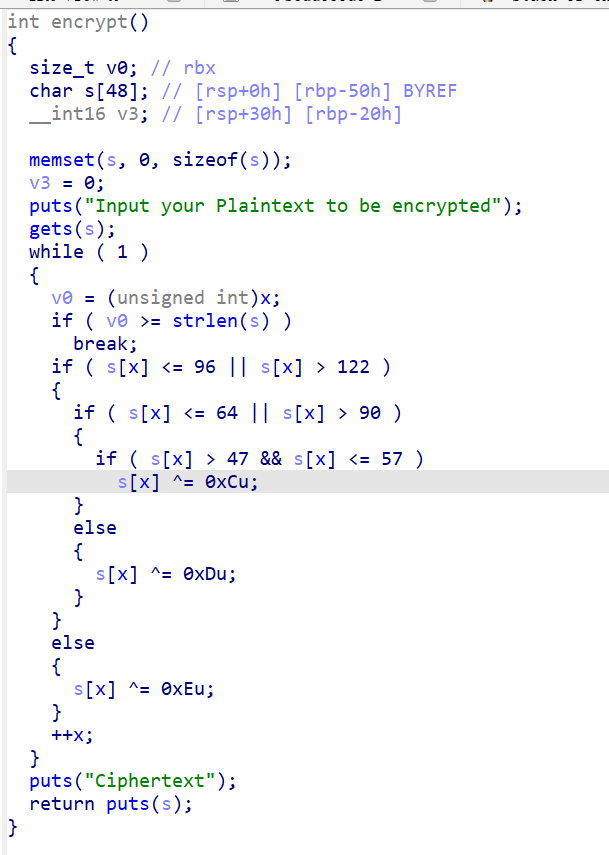 int encrypt()
{
  size_t v0; // rbx
  char s[48]; // [rsp+0h] [rbp-50h] BYREF
  __int16 v3; // [rsp+30h] [rbp-20h]

  memset(s, 0, sizeof(s));
  v3 = 0;
  puts("Input your Plaintext to be encrypted");
  gets(s);
  while ( 1 )
  {
    v0 = (unsigned int)x;
    if ( v0 >= strlen(s) )
      break;
    if ( s[x] <= 96 || s[x] > 122 )
    {
      if ( s[x] <= 64 || s[x] > 90 )
      {
        if ( s[x] > 47 && s[x] <= 57 )
          s[x] ^= 0xCu;
      }
      else
      {
        s[x] ^= 0xDu;
      }
    }
    else
    {
      s[x] ^= 0xEu;
    }
    ++x;
  }
  puts("Ciphertext");
  return puts(s);
}